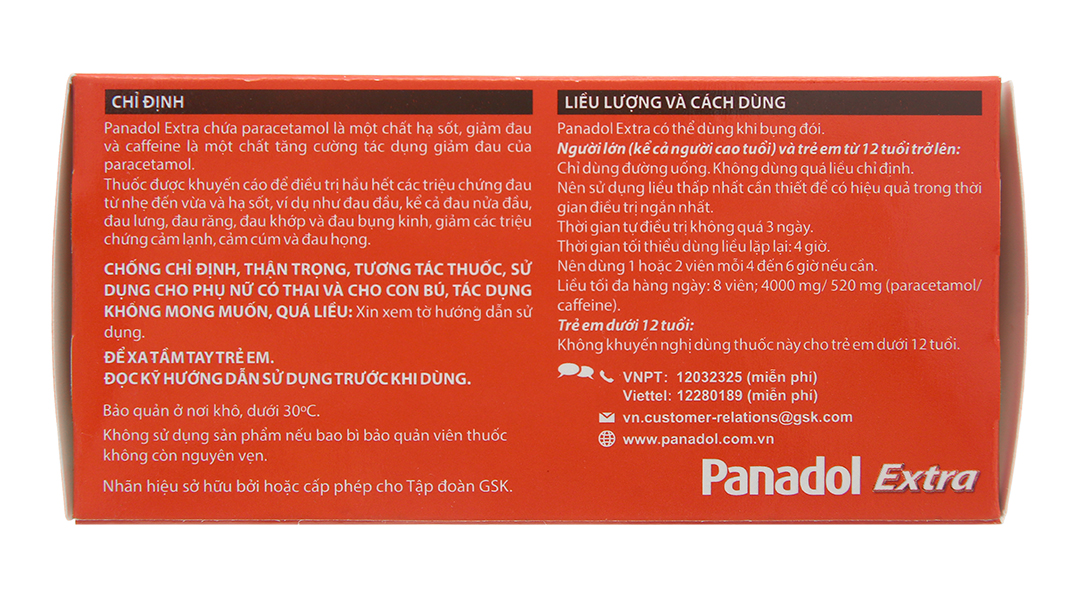 CHỈ ĐỊNH
Panadol Extra chứa paracetamol là một chất hạ sốt, giảm đau
và caffeine là một chất tăng cường tác dụng giảm đau của
paracetamol.
Thuốc được khuyến cáo để điều trị hầu hết các triệu chứng đau
từ nhẹ đến vừa và hạ sốt, ví dụ như đau đầu, kể cả đau nửa đầu,
đau lưng, đau răng, đau khớp và đau bụng kinh, giảm các triệu
chứng cảm lạnh, cảm cúm và đau họng.
CHỐNG CHỈ ĐỊNH, THẬN TRỌNG, TƯƠNG TÁC THUỐC, SỬ
DỤNG CHO PHỤ NỮ CÓ THAI VÀ CHO CON BÚ, TÁC DỤNG
KHÔNG MONG MUỐN, QUÁ LIỀU: Xin xem tờ hướng dẫn sử
dụng.
ĐỂ XA TẦM TAY TRẺ EM.
ĐỌC KỸ HƯỚNG DẪN SỬ DỤNG TRƯỚC KHI DÙNG.
Bảo quản ở nơi khô, dưới 30ºC.
Không sử dụng sản phẩm nếu bao bì bảo quản viên thuốc
không còn nguyên vẹn.
Nhãn hiệu sở hữu bởi hoặc cấp phép cho Tập đoàn GSK.
LIỀU LƯỢNG VÀ CÁCH DÙNG
Panadol Extra có thể dùng khi bụng đói.
Người lớn (kể cả người cao tuổi) và trẻ em từ 12 tuổi trở lên:
Chỉ dùng đường uống. Không dùng quá liều chỉ định.
Nên sử dụng liều thấp nhất cần thiết để có hiệu quả trong thời
gian điều trị ngắn nhất.
Thời gian tự điều trị không quá 3 ngày.
Thời gian tối thiểu dùng liều lặp lại: 4 giờ.
Nên dùng 1 hoặc 2 viên mỗi 4 đến 6 giờ nếu cần.
Liều tối đa hàng ngày: 8 viên; 4000 mg/ 520 mg (paracetamol/
caffeine).
Trẻ em dưới 12 tuổi:
Không khuyến nghị dùng thuốc này cho trẻ em dưới 12 tuổi.
VNPT: 12032325 (miễn phí)
Viettel: 12280189 (miễn phí)
vn.customer-relations@gsk.com
www.panadol.com.vn
Panadol Extra